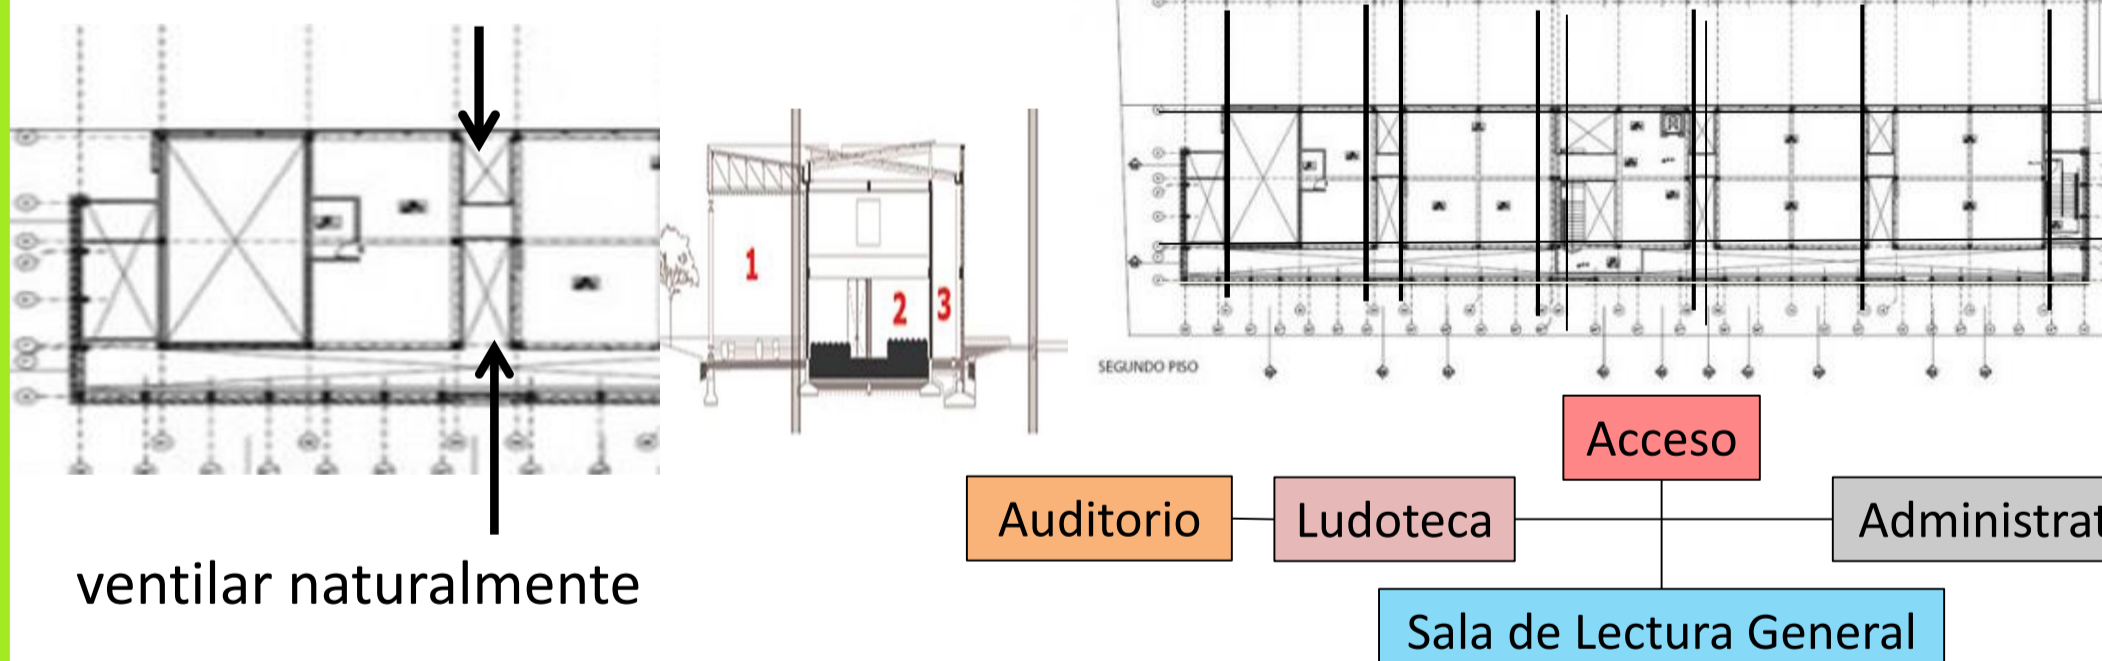 1
2
3
SEGUNDO PISO
Acceso
Auditorio
Ludoteca
Administrat
ventilar naturalmente
Sala de Lectura General